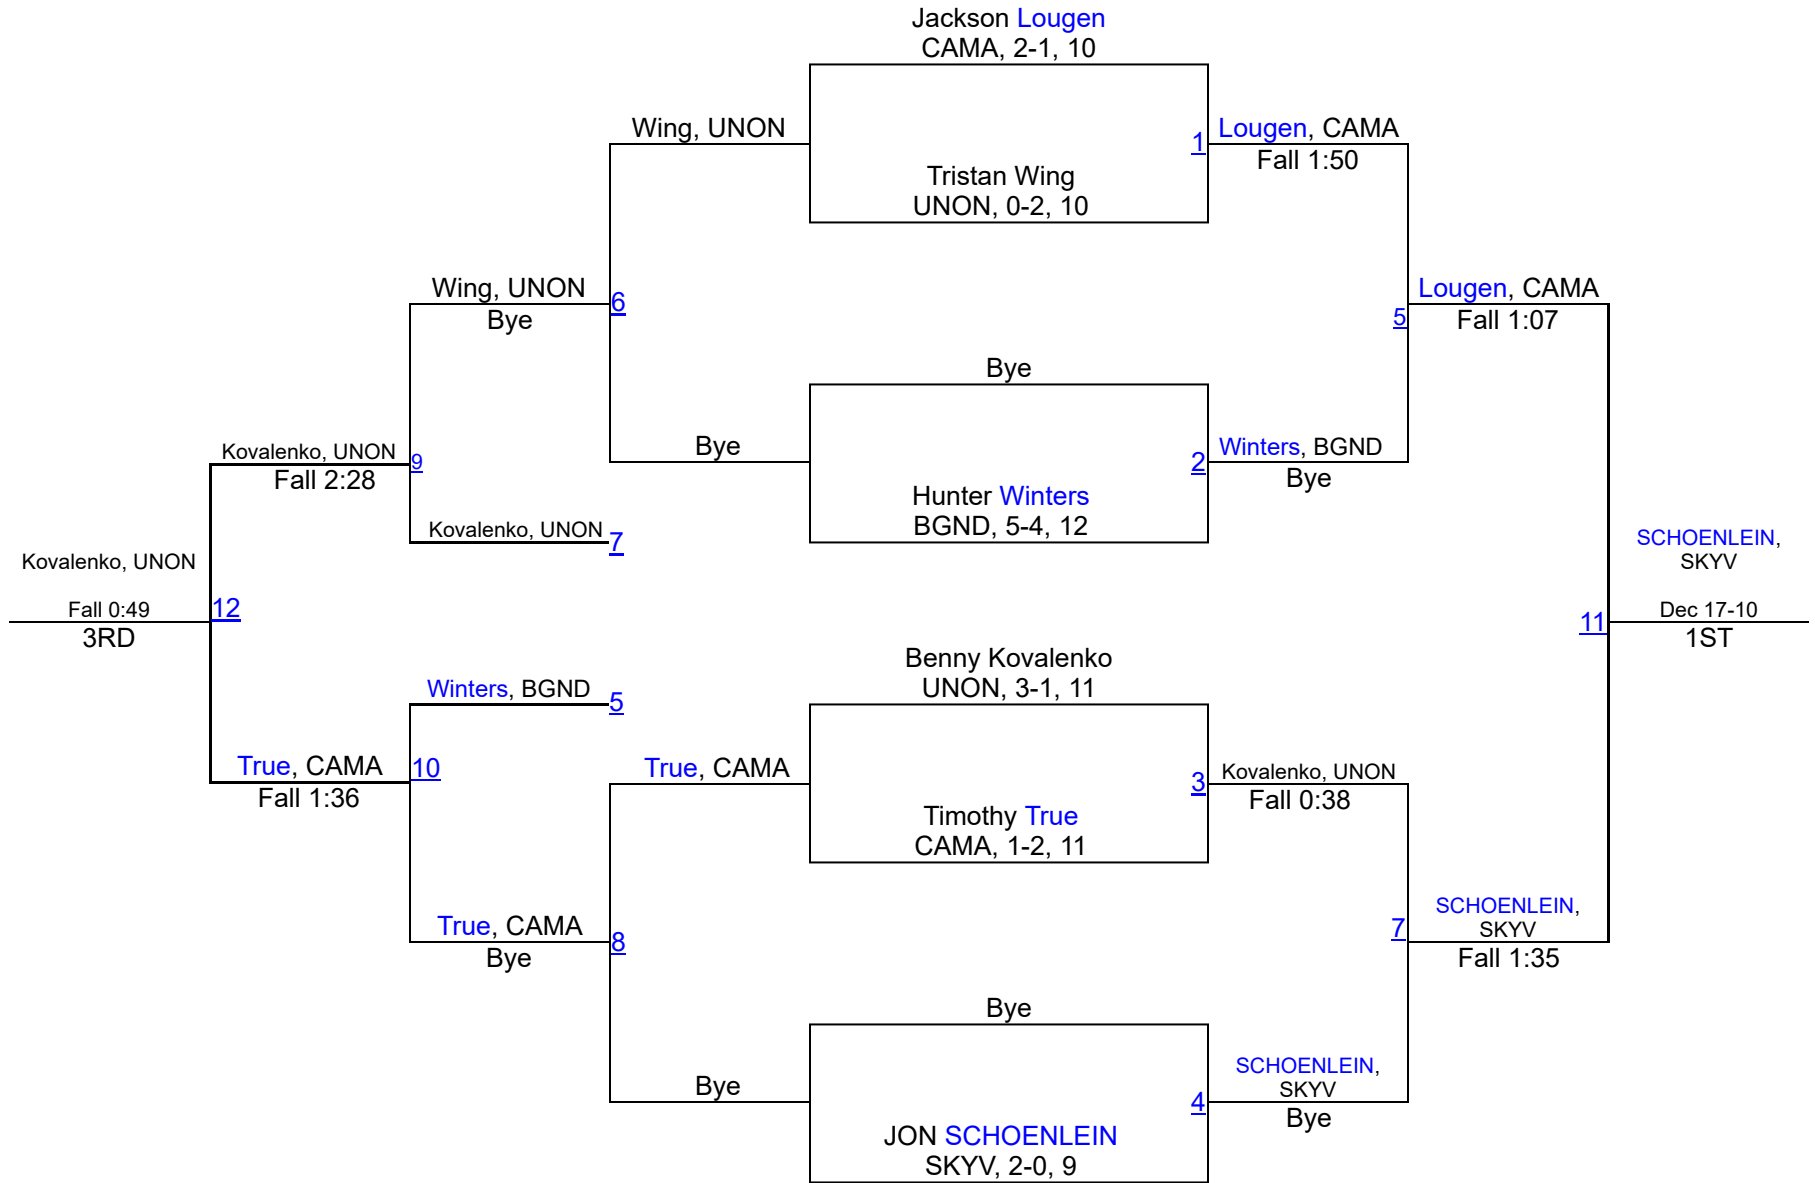 Jackson Lougen
CAMA, 2-1, 10
Wing, UNON
1
Lougen, CAMA
Fall 1:50
Tristan Wing
UNON, 0-2, 10
Wing, UNON
Bye
6
Lougen, CAMA
Fall 1:07
5
Bye
Kovalenko, UNON
Fall 2:28
9
Bye
2
Winters, BGND
Bye
Hunter Winters
BGND, 5-4, 12
Kovalenko, UNON
7
Kovalenko, UNON
Fall 0:49
3RD
12
SCHOENLEIN,
SKYV
Dec 17-10
1ST
11
Benny Kovalenko
UNON, 3-1, 11
Winters, BGND
5
True, CAMA
Fall 1:36
10
True, CAMA
3
Kovalenko, UNON
Fall 0:38
Timothy True
CAMA, 1-2, 11
True, CAMA
Bye
8
7
SCHOENLEIN,
SKYV
Fall 1:35
Bye
Bye
4
SCHOENLEIN,
SKYV
Bye
JON SCHOENLEIN
SKYV, 2-0, 9